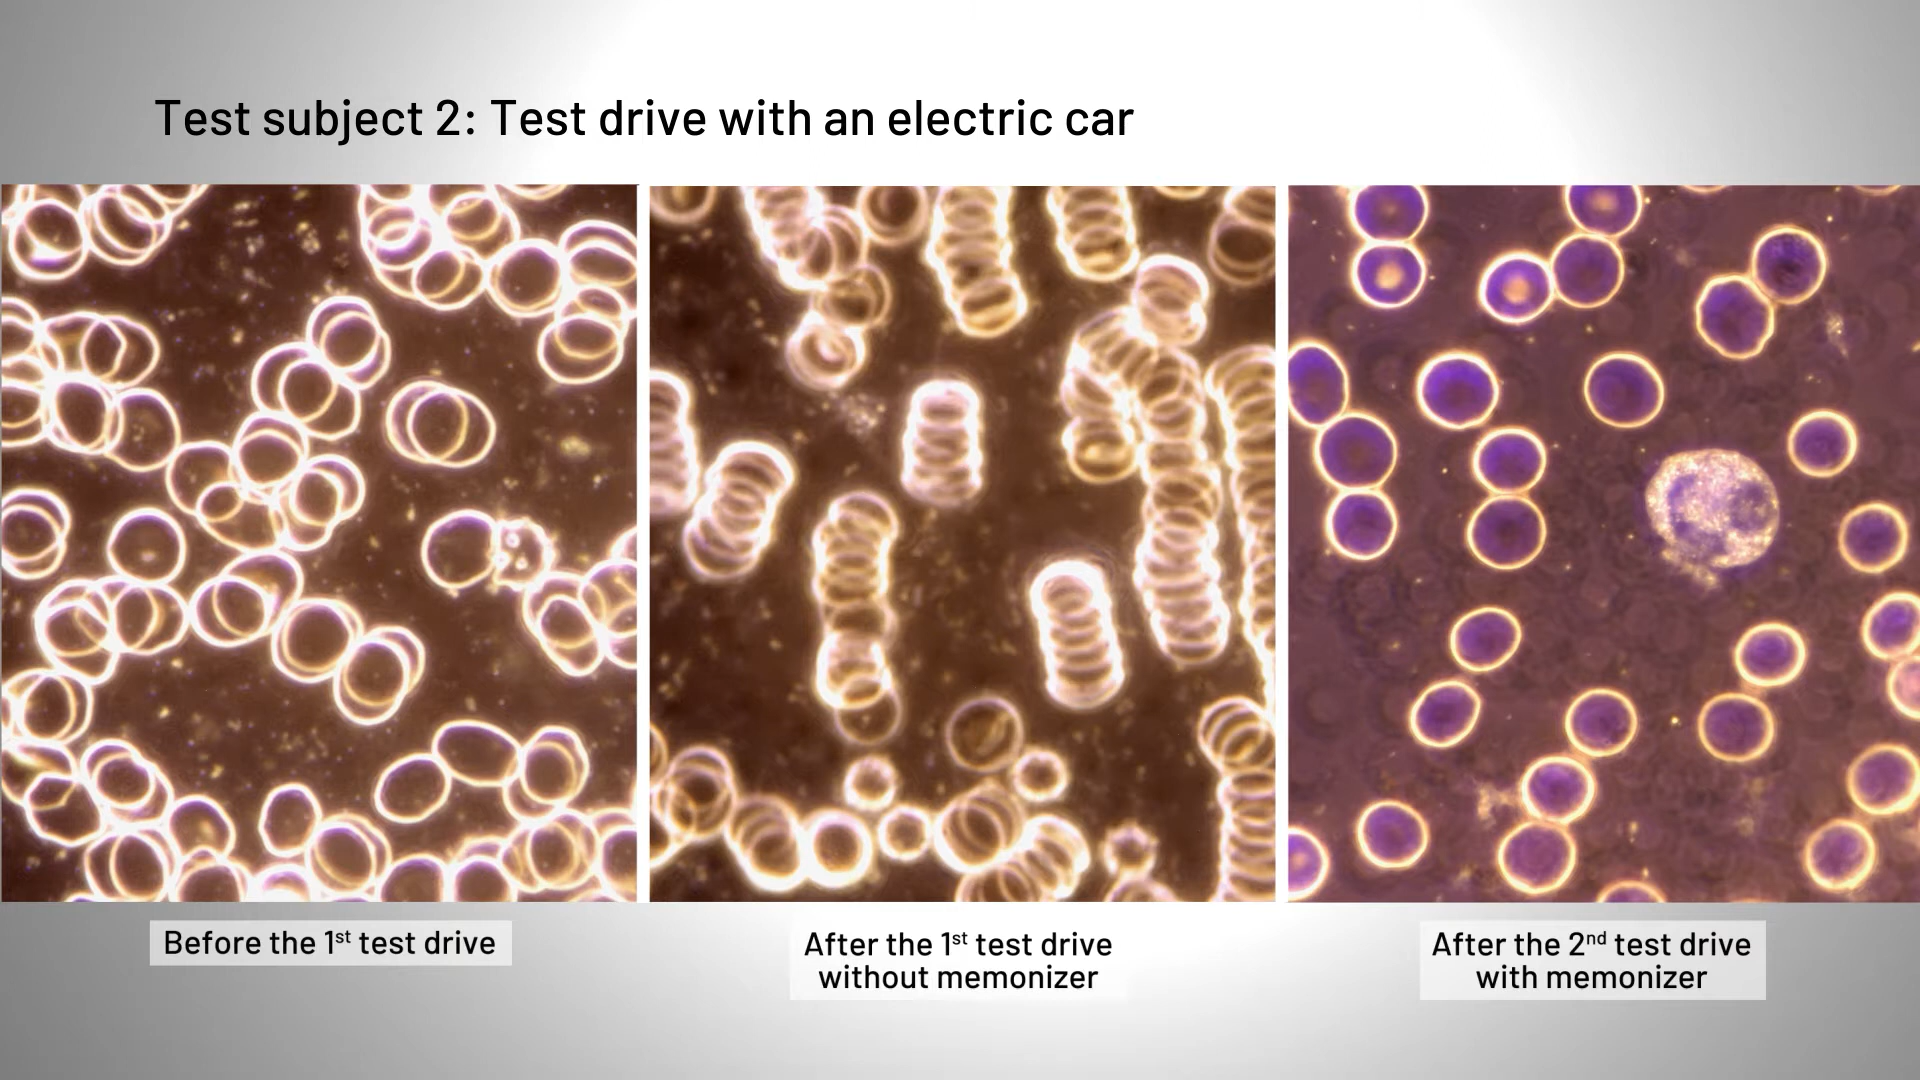 Test subject 2: Test drive with an electric car
Before the 1st test drive
After the 1st test drive
without memonizer
After the 2nd test drive
with memonizer